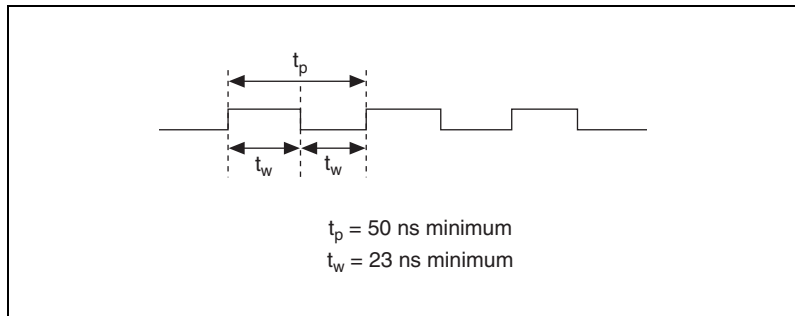 tp
tw tw
tp = 50 ns minimum
tw = 23 ns minimum